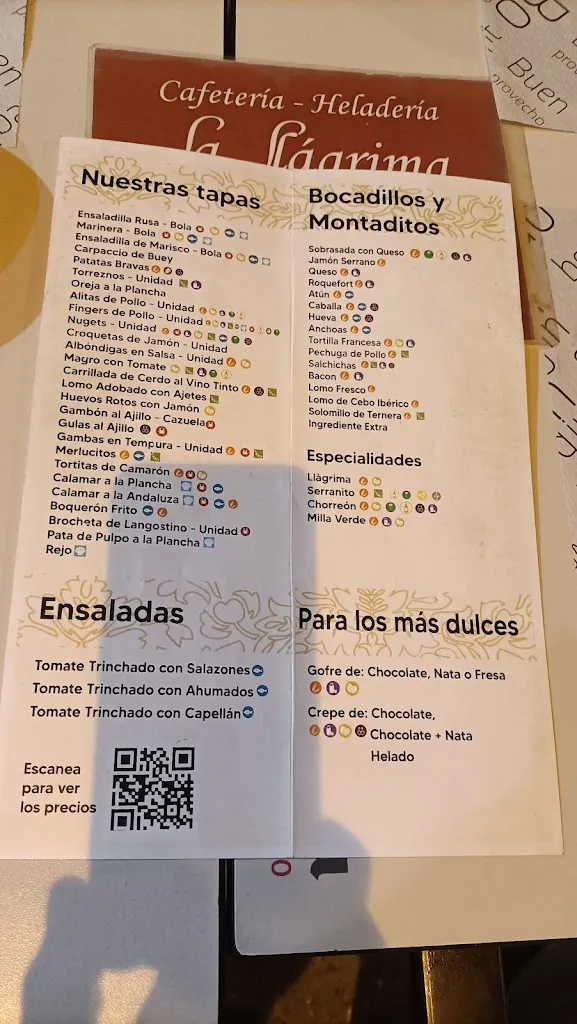 Cafetería - Heladería
la llágrima
Buen
provecho
Nuestras tapas
Ensaladilla Rusa - Bola
Marinera - Bola
Ensaladilla de Marisco - Bola
Carpaccio de Buey
Patatas Bravas
Torreznos - Unidad
Oreja a la Plancha
Alitas de Pollo - Unidad
Fingers de Pollo - Unidad
Nugets - Unidad
Croquetas de Jamón - Unidad
Albóndigas en Salsa - Unidad
Magro con Tomate
Carrillada de Cerdo al Vino Tinto
Lomo Adobado con Ajetes
Huevos Rotos con Jamón
Gambón al Ajillo - Cazuela
Gulas al Ajillo
Gambas en Tempura - Unidad
Merlucitos
Tortitas de Camarón
Calamar a la Plancha
Calamar a la Andaluza
Boquerón Frito
Brocheta de Langostino - Unidad
Pata de Pulpo a la Plancha
Rejo
Ensaladas
Tomate Trinchado con Salazones
Tomate Trinchado con Ahumados
Tomate Trinchado con Capellán
Escanea
para ver
los precios
Bocadillos y
Montaditos
Sobrasada con Queso
Jamón Serrano
Queso
Roquefort
Atún
Caballa
Hueva
Anchoas
Tortilla Francesa
Pechuga de Pollo
Salchichas
Bacon
Lomo Fresco
Lomo de Cebo Ibérico
Solomillo de Ternera
Ingrediente Extra
Especialidades
Llàgrima
Serranito
Chorreón
Milla Verde
Para los más dulces
Gofre de: Chocolate, Nata o Fresa
Crepe de: Chocolate,
Chocolate + Nata
Helado